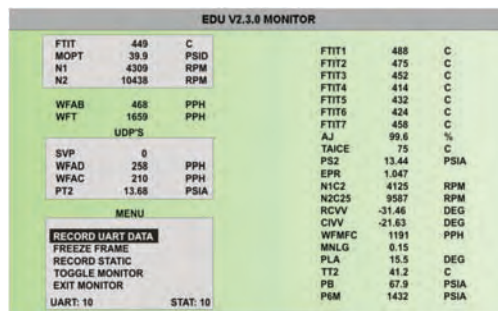 EDU V2.3.0 MONITOR
FTIT 449 C
MOPT 39.9 PSID
N1 4309 RPM
N2 10438 RPM
WFAB 468 PPH
WFT 1659 PPH
UDP'S
SVP 0
WFAD 258 PPH
WFAC 210 PPH
PT2 13.68 PSIA
MENU
RECORD UART DATA
FREEZE FRAME
RECORD STATIC
TOGGLE MONITOR
EXIT MONITOR
UART: 10 STAT: 10
FTIT1 488 C
FTIT2 475 C
FTIT3 452 C
FTIT4 414 C
FTIT5 432 C
FTIT6 424 C
FTIT7 458 C
AJ 99.6 %
TAICE 75 C
PS2 13.44 PSIA
EPR 1.047
N1C2 4125 RPM
N2C25 9587 RPM
RCVV -31.46 DEG
CIVV -21.63 DEG
WFMFC 1191 PPH
MNLG 0.15
PLA 15.5 DEG
TT2 41.2 C
PB 67.9 PSIA
P6M 1432 PSIA